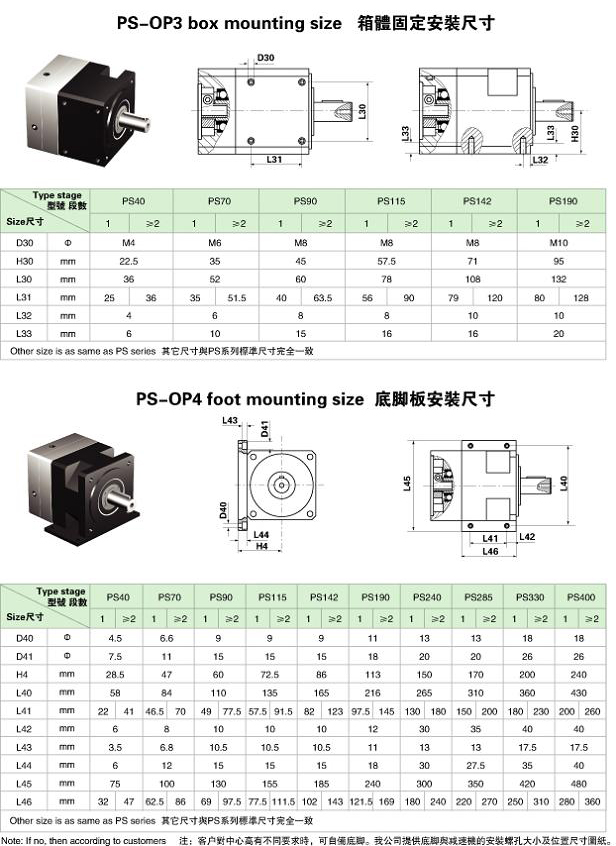 PS-OP3 box mounting size 箱體固定安裝尺寸
D30
L30
L31
L33
H30
L33
L32
Type stage 型號 段數 PS40 PS70 PS90 PS115 PS142 PS190
Size尺寸 1 ≥2 1 ≥2 1 ≥2 1 ≥2 1 ≥2 1 ≥2
D30 Φ M4 M6 M8 M8 M8 M10
H30 mm 22.5 35 45 57.5 71 95
L30 mm 36 52 60 78 108 132
L31 mm 25 36 35 51.5 40 63.5 56 90 79 120 80 128
L32 mm 4 6 8 8 10 10
L33 mm 6 10 15 16 16 20
Other size is as same as PS series 其它尺寸與PS系列標準尺寸完全一致
PS-OP4 foot mounting size 底脚板安裝尺寸
L43
D41
D40
L44
H4
L45
L40
L41
L42
L46
Type stage 型號 段數 PS40 PS70 PS90 PS115 PS142 PS190 PS240 PS285 PS330 PS400
Size尺寸 1 ≥2 1 ≥2 1 ≥2 1 ≥2 1 ≥2 1 ≥2 1 ≥2 1 ≥2 1 ≥2 1 ≥2
D40 Φ 4.5 6.6 9 9 9 11 13 13 18 18
D41 Φ 7.5 11 15 15 15 18 20 20 26 26
H4 mm 28.5 47 60 72.5 86 113 150 170 200 240
L40 mm 58 84 110 135 165 216 265 310 360 430
L41 mm 22 41 46.5 70 49 77.5 57.5 91.5 82 123 97.5 145 130 180 150 200 180 230 200 260
L42 mm 6 8 10 10 10 12 30 35 40 40
L43 mm 3.5 6.8 10.5 10.5 10.5 11 13 13 17.5 17.5
L44 mm 6 12 15 15 15 18 30 27.5 35 40
L45 mm 75 100 130 155 185 240 300 350 420 480
L46 mm 32 47 62.5 86 69 97.5 77.5 111.5 102 143 121.5 169 180 240 220 270 250 310 280 360
Other size is as same as PS series 其它尺寸與PS系列標準尺寸完全一致
Note: If no, then according to customers 注：客户對中心高有不同要求時，可自備底脚。我公司提供底脚與减速機的安裝螺孔大小及位置尺寸圖紙。